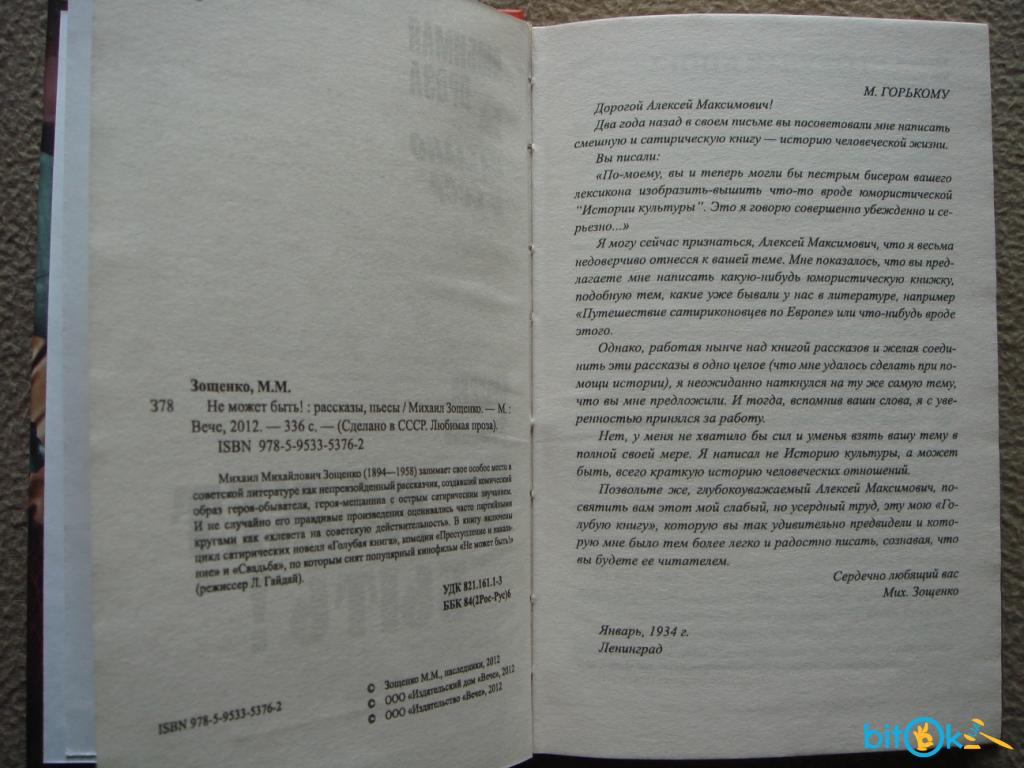 Зощенко, М.М.
378 Не может быть! : рассказы, пьесы / Михаил Зощенко. — М. :
Вече, 2012. — 336 с. — (Сделано в СССР. Любимая проза).
ISBN 978-5-9533-5376-2
Михаил Михайлович Зощенко (1894—1958) занимает свое особое место в
советской литературе как непревзойденный рассказчик, создавший комический
образ героя-обывателя, героя-мещанина с острым сатирическим звучанием.
И не случайно его правдивые произведения оценивались часто партийными
кругами как «клевета на советскую действительность». В книгу включены
цикл сатирических новелл «Голубая книга», комедии «Преступление и наказа-
ние» и «Свадьба», по которым снят популярный кинофильм «Не может быть!»
(режиссер Л. Гайдай).
УДК 821.161.1-3
ББК 84(2Рос-Рус)6
© Зощенко М.М., наследники, 2012
© ООО «Издательский дом «Вече», 2012
© ООО «Издательство «Вече», 2012
ISBN 978-5-9533-5376-2
М. ГОРЬКОМУ
Дорогой Алексей Максимович!
Два года назад в своем письме вы посоветовали мне написать
смешную и сатирическую книгу — историю человеческой жизни.
Вы писали:
«По-моему, вы и теперь могли бы пестрым бисером вашего
лексикона изобразить-вышить что-то вроде юмористической
"Истории культуры". Это я говорю совершенно убежденно и се-
рьезно...»
Я могу сейчас признаться, Алексей Максимович, что я весьма
недоверчиво отнесся к вашей теме. Мне показалось, что вы пред-
лагаете мне написать какую-нибудь юмористическую книжку,
подобную тем, какие уже бывали у нас в литературе, например
«Путешествие сатириконовцев по Европе» или что-нибудь вроде
этого.
Однако, работая нынче над книгой рассказов и желая соеди-
нить эти рассказы в одно целое (что мне удалось сделать при по-
мощи истории), я неожиданно наткнулся на ту же самую тему,
что вы мне предложили. И тогда, вспомнив ваши слова, я с уве-
ренностью принялся за работу.
Нет, у меня не хватило бы сил и уменья взять вашу тему в
полной своей мере. Я написал не Историю культуры, а может
быть, всего краткую историю человеческих отношений.
Позвольте же, глубокоуважаемый Алексей Максимович, по-
святить вам этот мой слабый, но усердный труд, эту мою «Го-
лубую книгу», которую вы так удивительно предвидели и кото-
рую мне было тем более легко и радостно писать, сознавая, что
вы будете ее читателем.
Сердечно любящий вас
Мих. Зощенко
Январь, 1934 г.
Ленинград
bitok